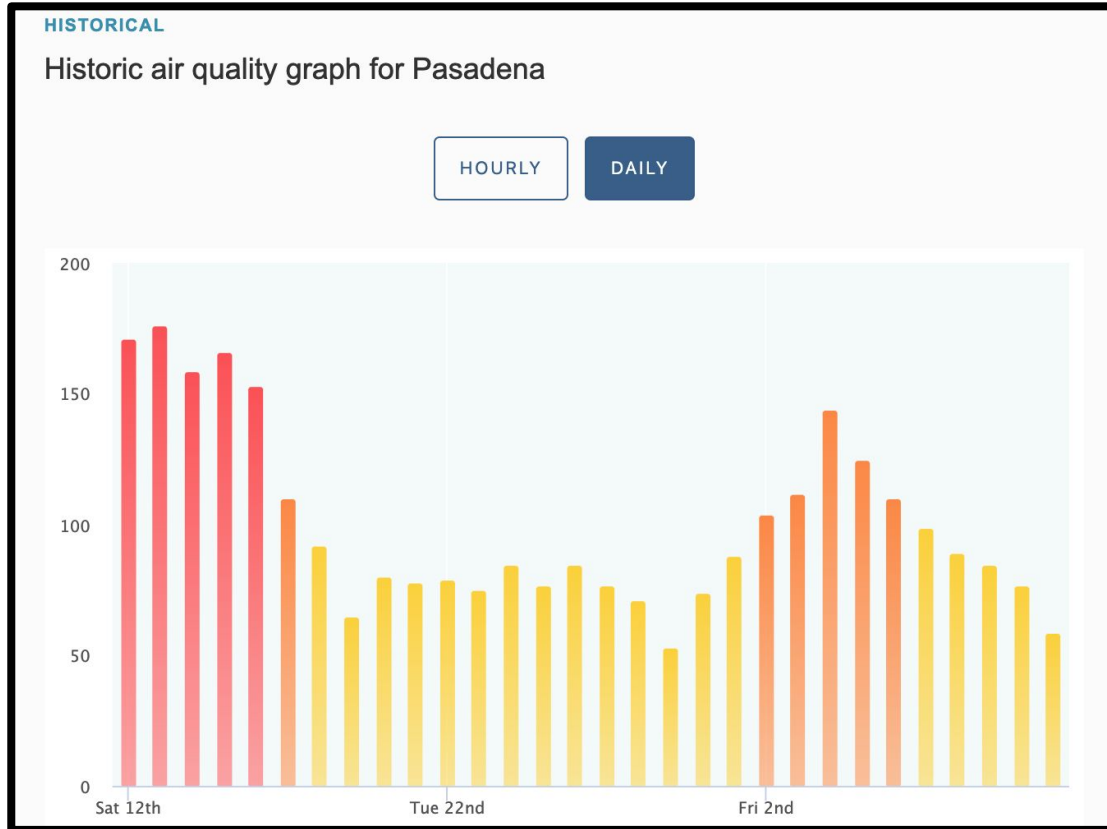 HISTORICAL
Historic air quality graph for Pasadena
HOURLY DAILY
200
150
100
50
0
Sat 12th Tue 22nd Fri 2nd